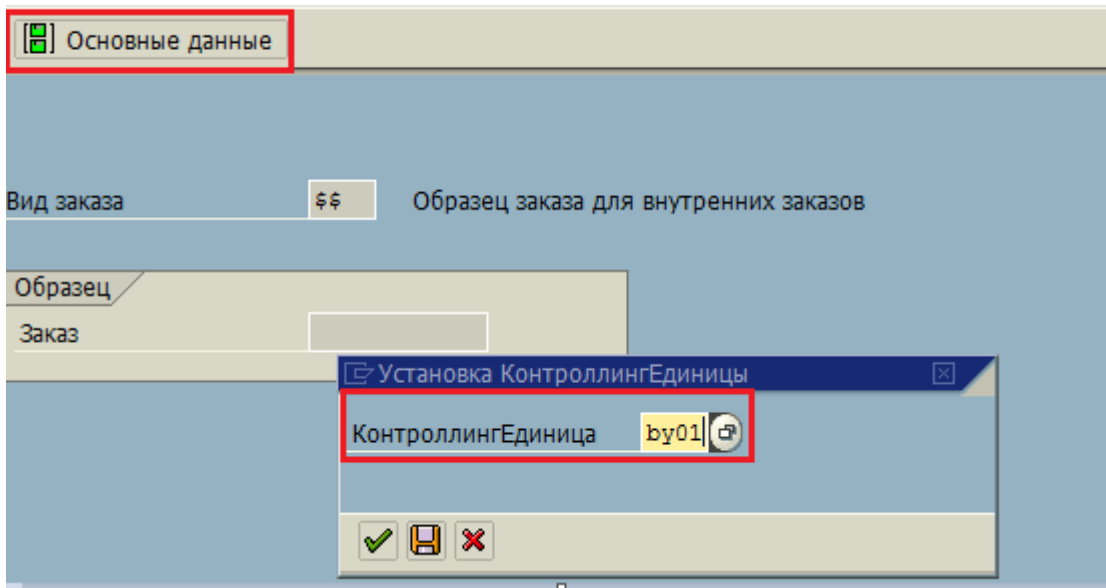 Основные данные
Вид заказа $$ Образец заказа для внутренних заказов
Образец
Заказ
Установка КонтроллингЕдиницы
КонтроллингЕдиница by01